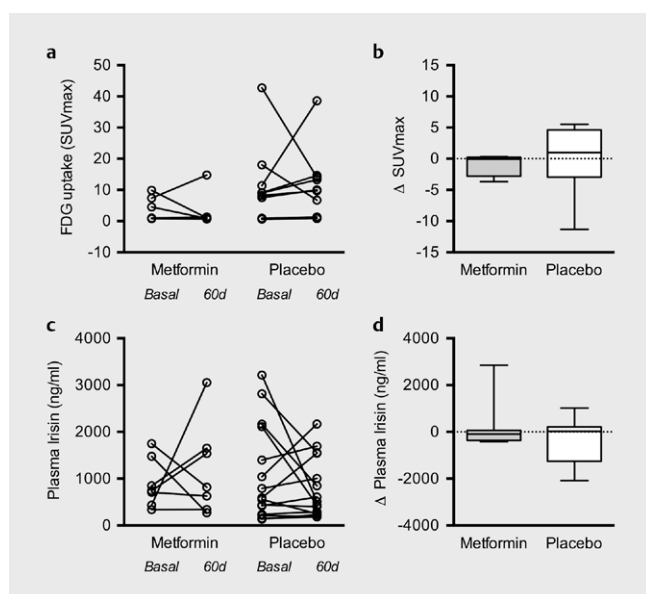 a
FDG uptake (SUVmax)
50
40
30
20
10
0
-10
Metformin Placebo
Basal 60d Basal 60d
b
Δ SUVmax
15
10
5
0
-5
-10
-15
Metformin Placebo
c
Plasma Irisin (ng/ml)
4000
3000
2000
1000
0
Metformin Placebo
Basal 60d Basal 60d
d
Δ Plasma Irisin (ng/ml)
4000
2000
0
-2000
-4000
Metformin Placebo